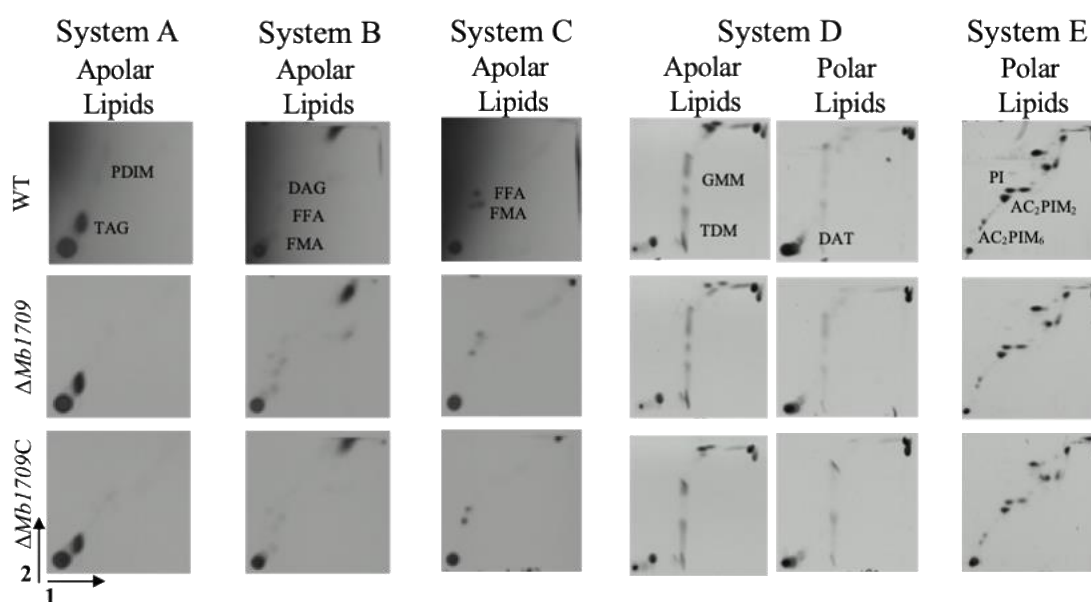 System A
System B
System C
System D
System E
Apolar
Lipids
Apolar
Lipids
Apolar
Lipids
Apolar
Lipids
Polar
Lipids
Polar
Lipids
WT
PDIM
TAG
DAG
FFA
FMA
FFA
FMA
GMM
TDM
DAT
PI
AC₂PIM₂
AC₂PIM₆
ΔMb1709
ΔMb1709C
2
1